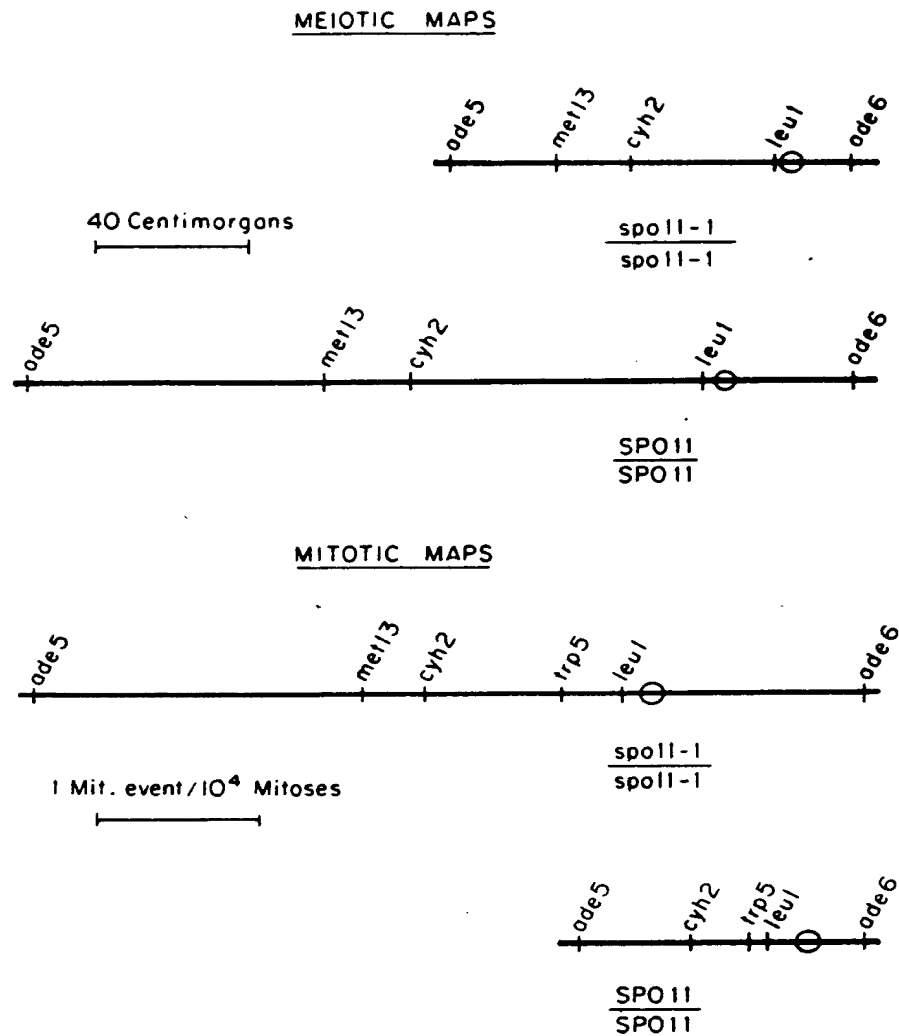 MEIOTIC MAPS
ade5 met13 cyh2 leu1 ade6
40 Centimorgans
spo11-1
spo11-1
ade5 met13 cyh2 leu1 ade6
SPO11
SPO11
MITOTIC MAPS
ade5 met13 cyh2 trp5 leu1 ade6
spo11-1
spo11-1
1 Mit. event/10⁴ Mitoses
ade5 cyh2 trp5 leu1 ade6
SPO11
SPO11